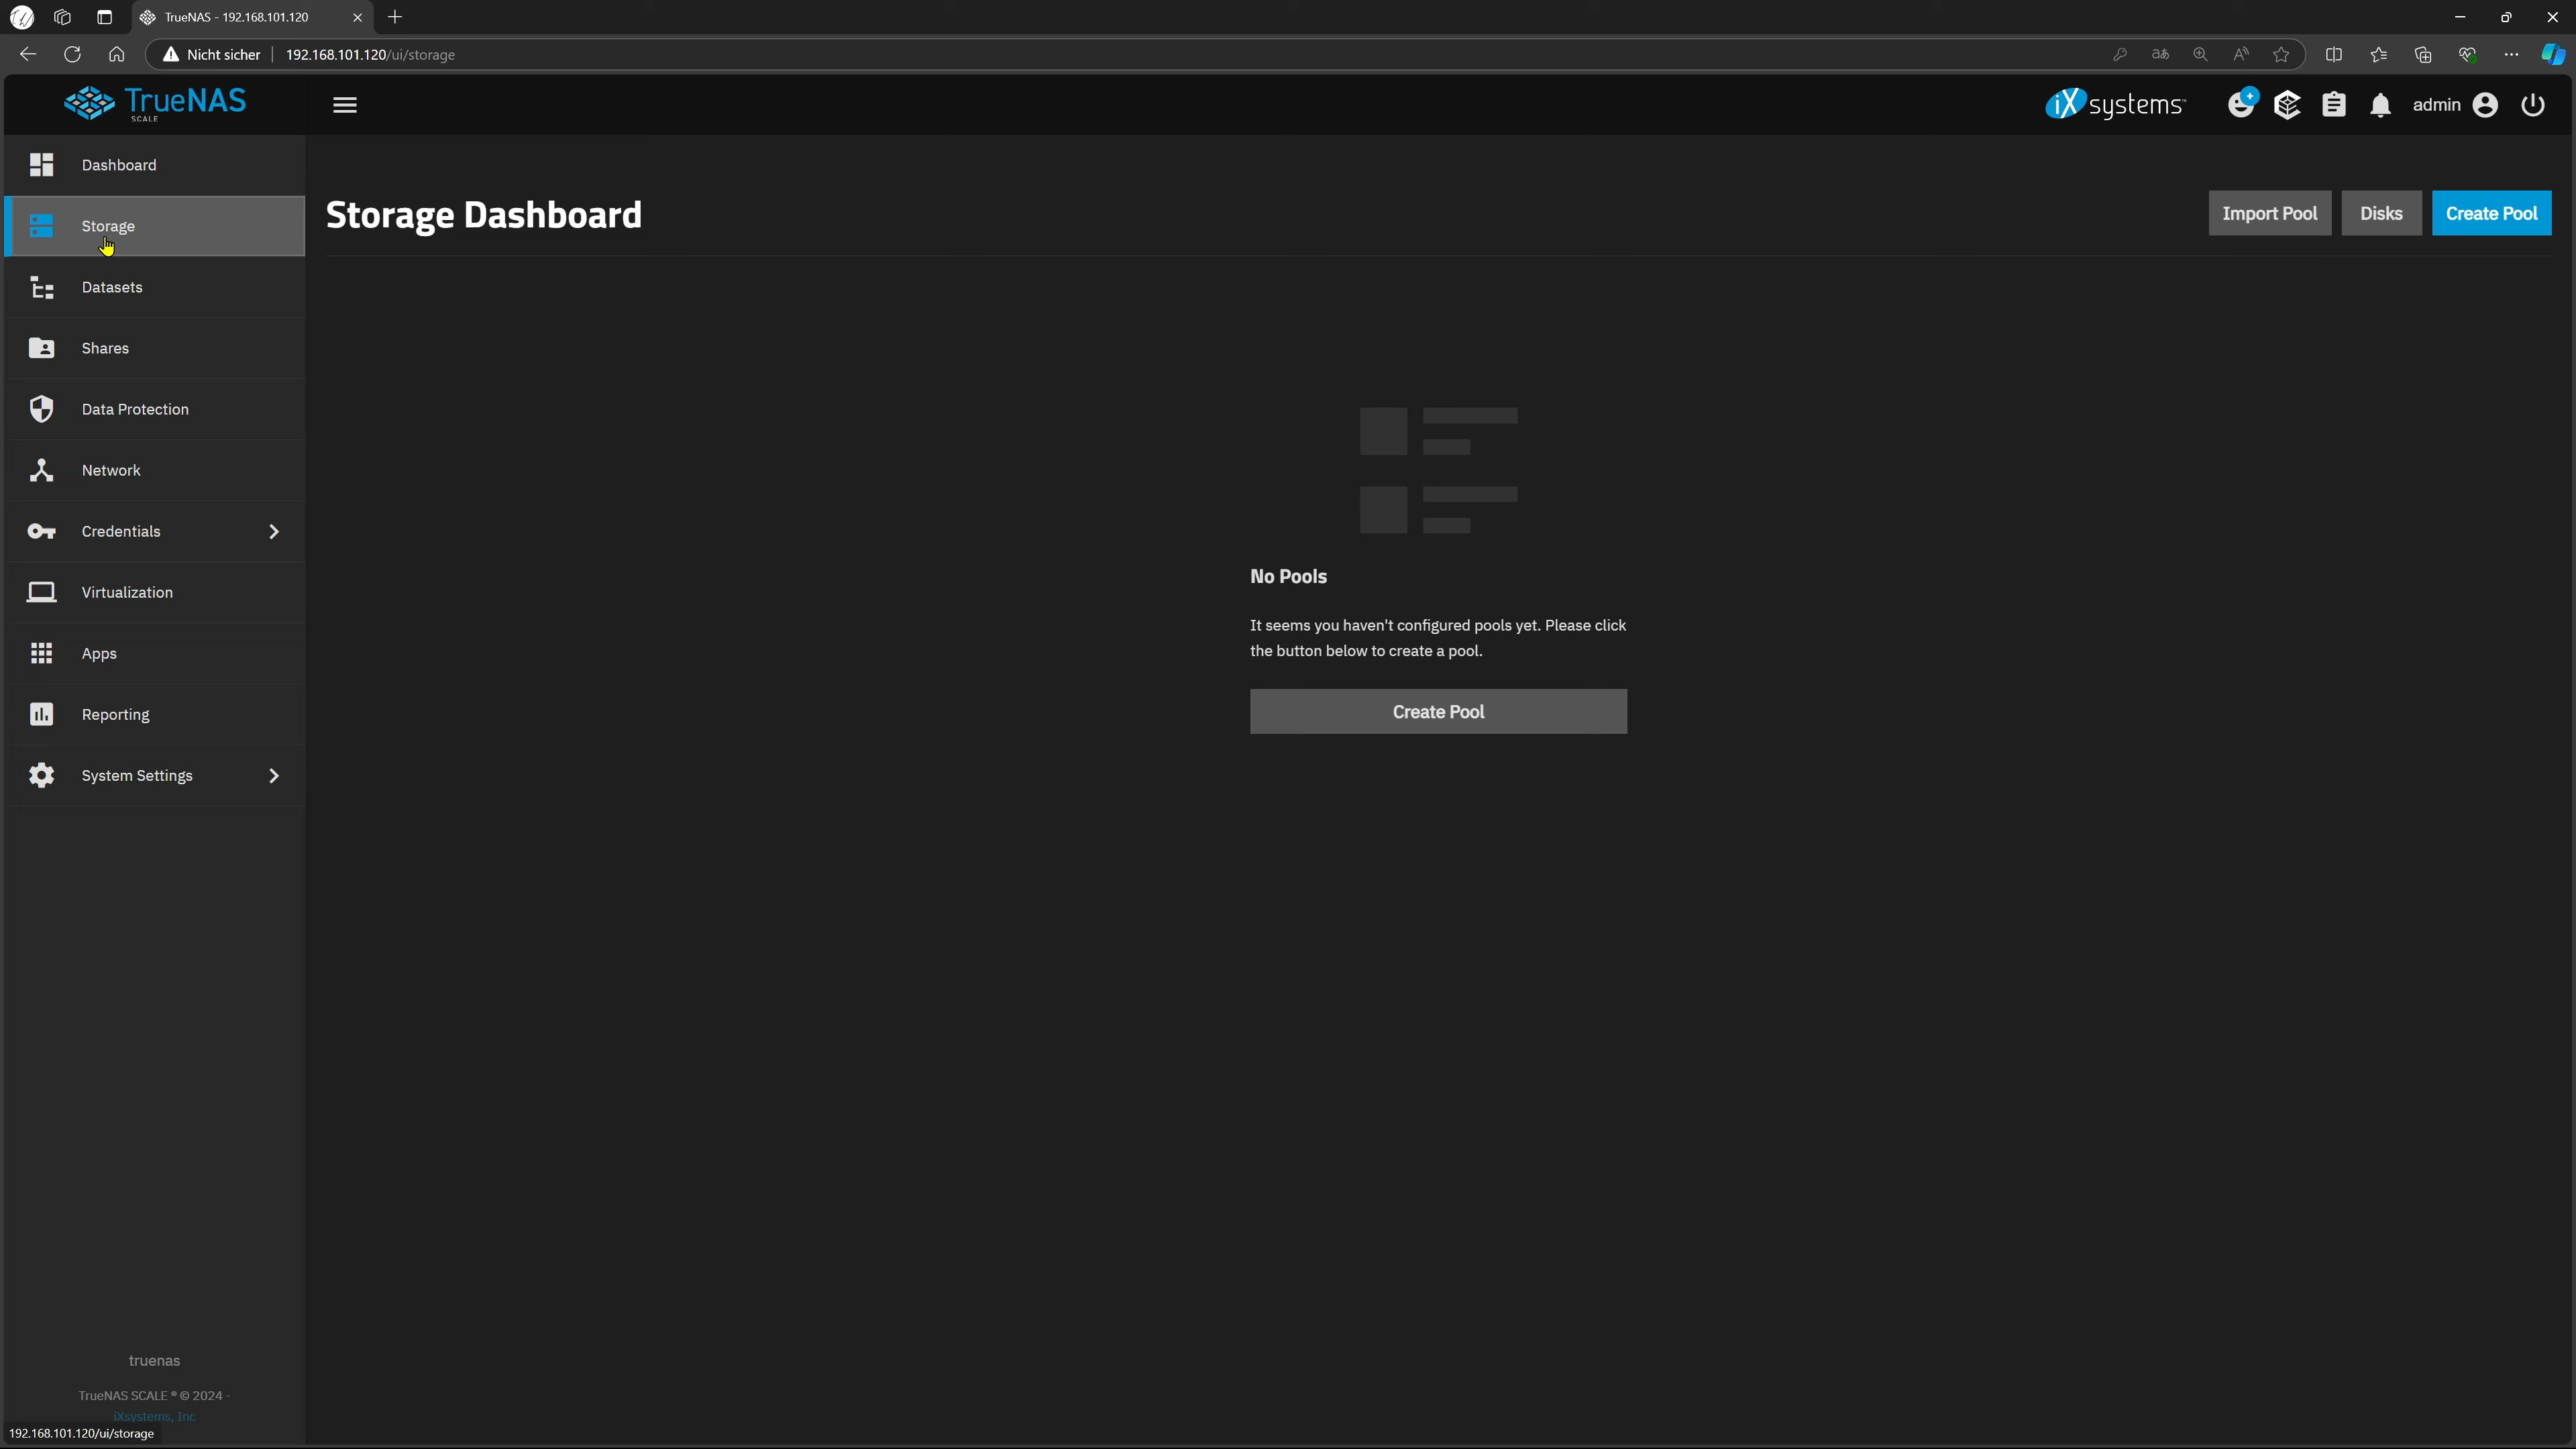 TrueNAS - 192.168.101.120
Nicht sicher
192.168.101.120/ui/storage
TrueNAS
SCALE
iXsystems™
admin
Dashboard
Storage
Datasets
Shares
Data Protection
Network
Credentials
Virtualization
Apps
Reporting
System Settings
Storage Dashboard
Import Pool
Disks
Create Pool
No Pools
It seems you haven't configured pools yet. Please click
the button below to create a pool.
Create Pool
truenas
TrueNAS SCALE ® © 2024 -
iXsystems, Inc
192.168.101.120/ui/storage